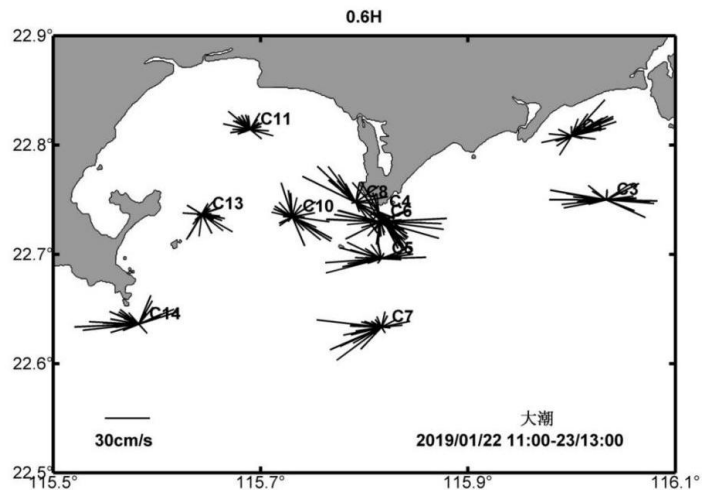 0.6H
22.9°
22.8°
22.7°
22.6°
22.5°
C11
C3
C13
C10
C8
C4
C6
C5
C14
C7
30cm/s
大潮
2019/01/22 11:00-23/13:00
115.5°
115.7°
115.9°
116.1°